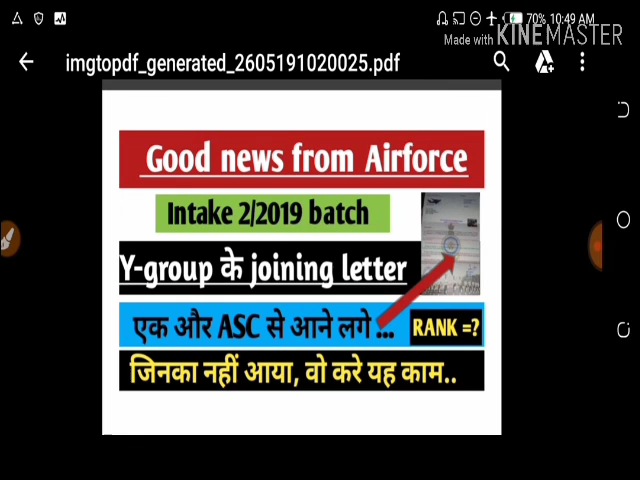 70% 10:49 AM
Made with KINEMASTER
imgtopdf_generated_2605191020025.pdf
Good news from Airforce
Intake 2/2019 batch
Y-group के joining letter
एक और ASC से आने लगे ...
RANK =?
जिनका नहीं आया, वो करे यह काम..